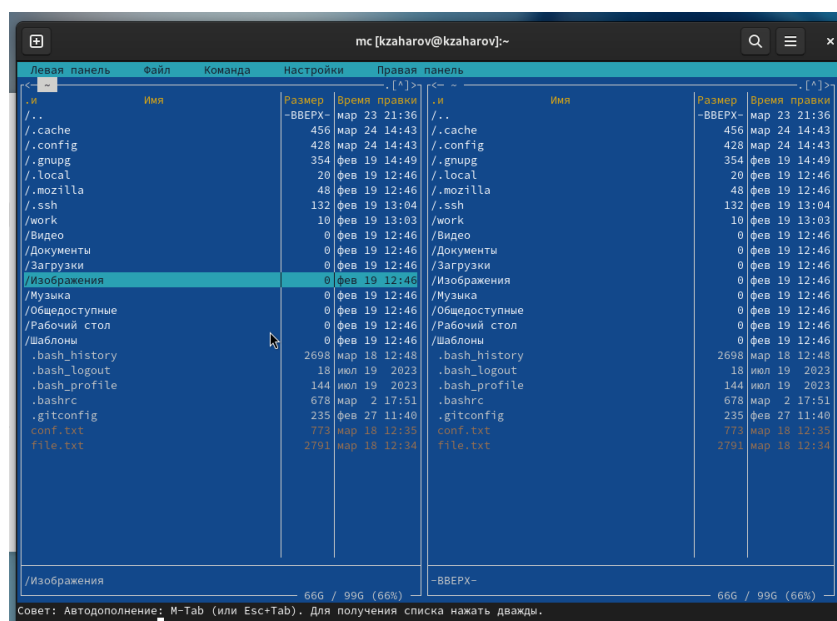 mc [kzaharov@kzaharov]:~
Левая панель Файл Команда Настройки Правая панель
<— ~ .[^]> <— ~ .[^]>
.и Имя Размер Время правки .и Имя Размер Время правки
/.. -ВВЕРХ- мар 23 21:36 /.. -ВВЕРХ- мар 23 21:36
/.cache 456 мар 24 14:43 /.cache 456 мар 24 14:43
/.config 428 мар 24 14:43 /.config 428 мар 24 14:43
/.gnupg 354 фев 19 14:49 /.gnupg 354 фев 19 14:49
/.local 20 фев 19 12:46 /.local 20 фев 19 12:46
/.mozilla 48 фев 19 12:46 /.mozilla 48 фев 19 12:46
/.ssh 132 фев 19 13:04 /.ssh 132 фев 19 13:04
/work 10 фев 19 13:03 /work 10 фев 19 13:03
/Видео 0 фев 19 12:46 /Видео 0 фев 19 12:46
/Документы 0 фев 19 12:46 /Документы 0 фев 19 12:46
/Загрузки 0 фев 19 12:46 /Загрузки 0 фев 19 12:46
/Изображения 0 фев 19 12:46 /Изображения 0 фев 19 12:46
/Музыка 0 фев 19 12:46 /Музыка 0 фев 19 12:46
/Общедоступные 0 фев 19 12:46 /Общедоступные 0 фев 19 12:46
/Рабочий стол 0 фев 19 12:46 /Рабочий стол 0 фев 19 12:46
/Шаблоны 0 фев 19 12:46 /Шаблоны 0 фев 19 12:46
.bash_history 2698 мар 18 12:48 .bash_history 2698 мар 18 12:48
.bash_logout 18 июл 19 2023 .bash_logout 18 июл 19 2023
.bash_profile 144 июл 19 2023 .bash_profile 144 июл 19 2023
.bashrc 678 мар 2 17:51 .bashrc 678 мар 2 17:51
.gitconfig 235 фев 27 11:40 .gitconfig 235 фев 27 11:40
conf.txt 773 мар 18 12:35 conf.txt 773 мар 18 12:35
file.txt 2791 мар 18 12:34 file.txt 2791 мар 18 12:34
/Изображения -ВВЕРХ-
66G / 99G (66%) 66G / 99G (66%)
Совет: Автодополнение: M-Tab (или Esc+Tab). Для получения списка нажать дважды.